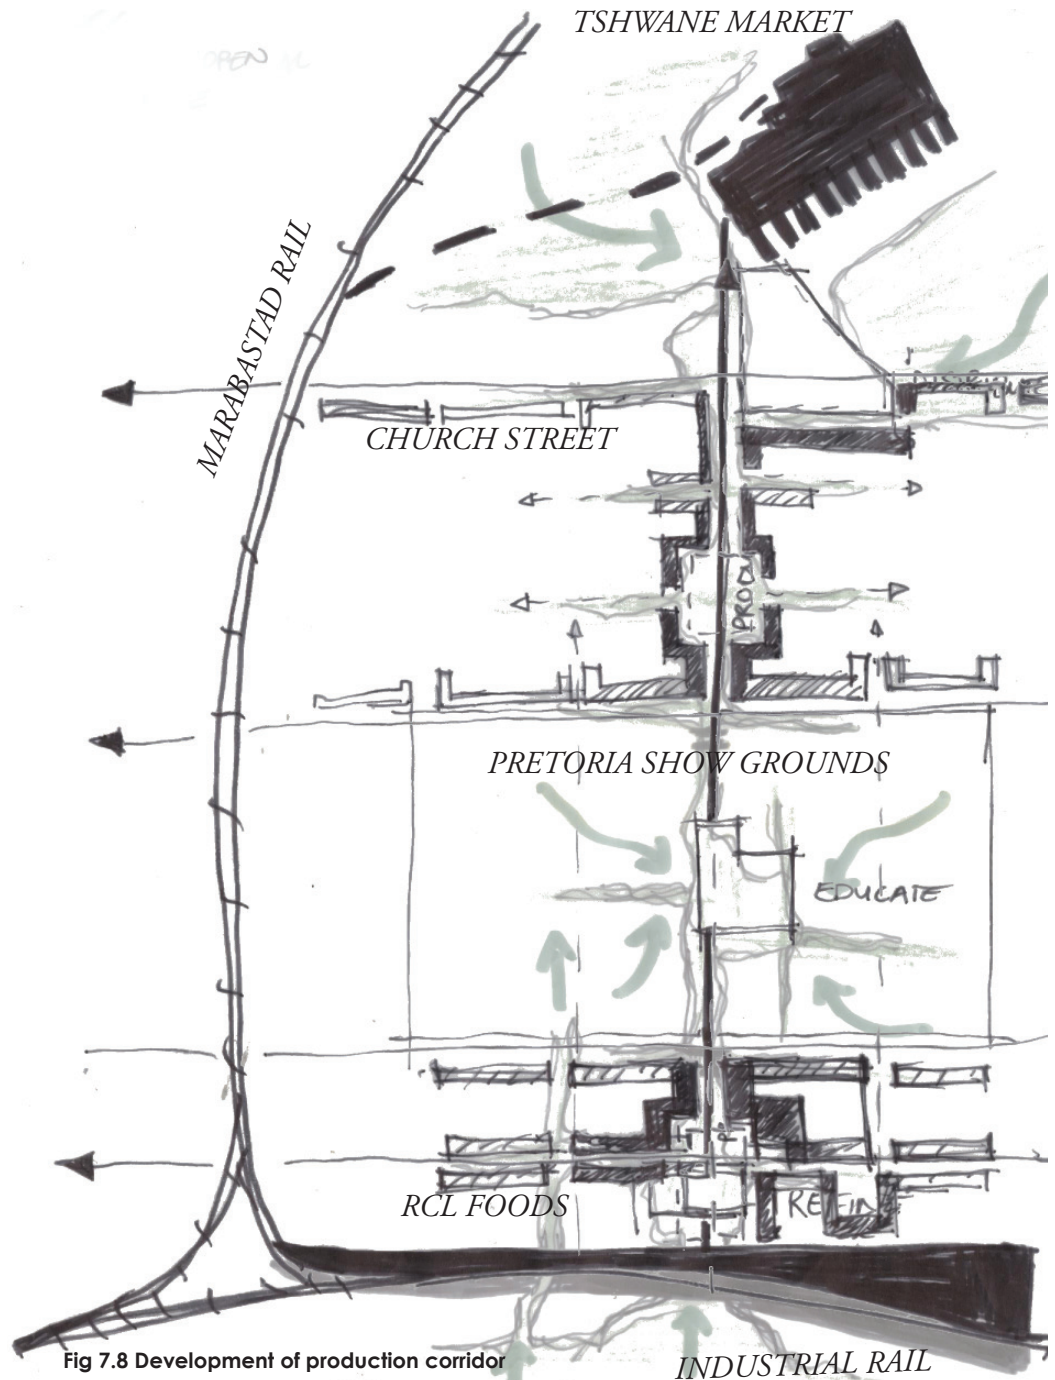 TSHWANE MARKET
OPEN
MARABASTAD RAIL
CHURCH STREET
PROD
PRETORIA SHOW GROUNDS
EDUCATE
RCL FOODS
REFINE
Fig 7.8 Development of production corridor
INDUSTRIAL RAIL